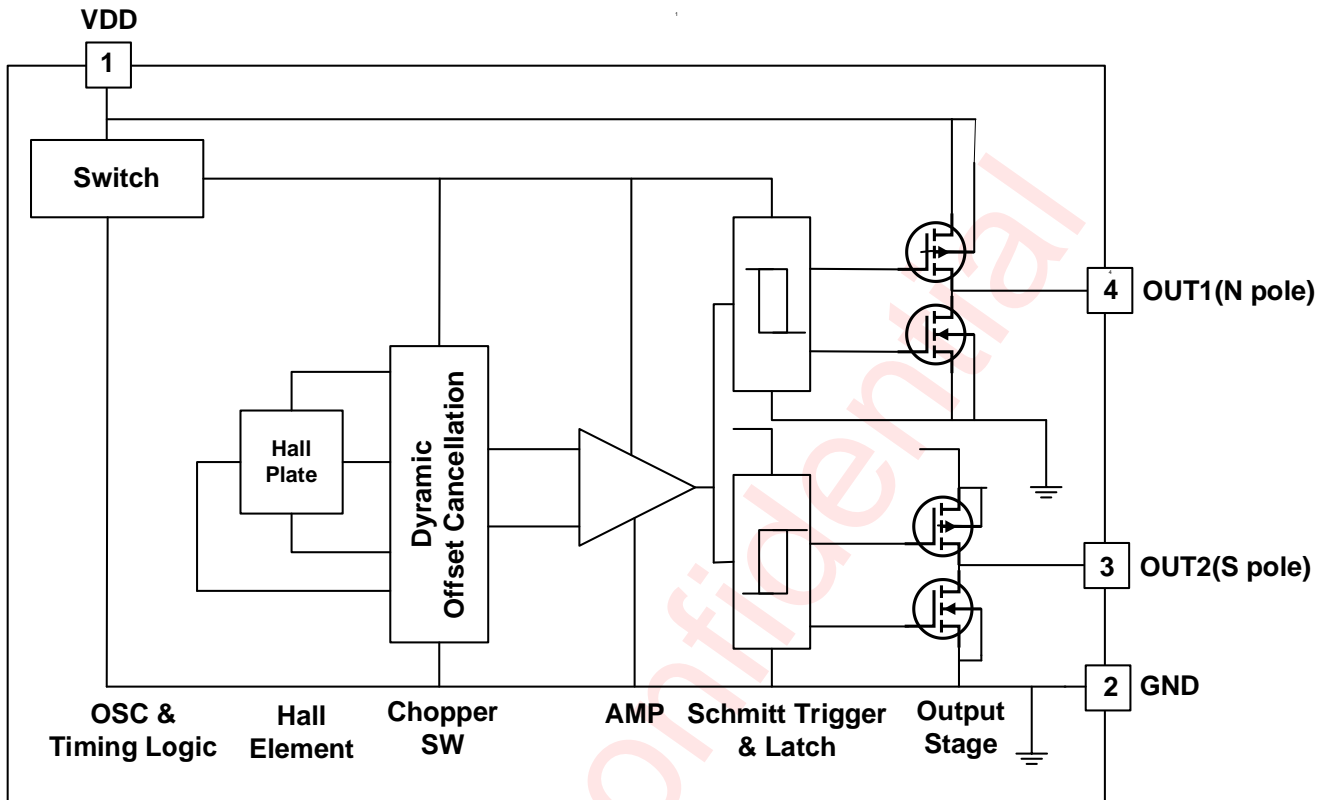 VDD
1
Switch
4
OUT1(N pole)
Hall
Plate
Dyramic
Offset Cancellation
3
OUT2(S pole)
2
GND
OSC &
Timing Logic
Hall
Element
Chopper
SW
AMP
Schmitt Trigger
& Latch
Output
Stage
onfidential